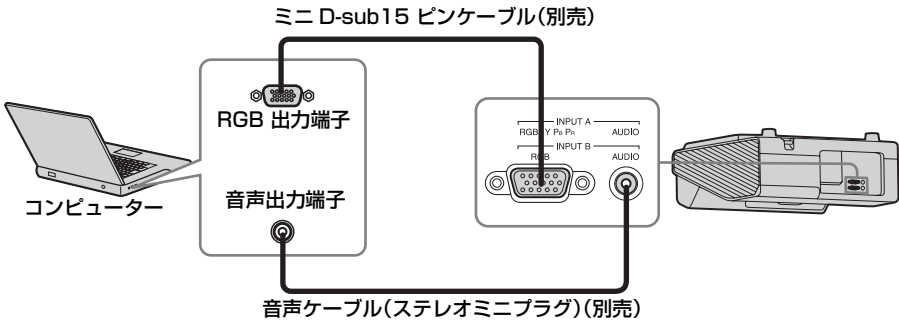 ミニ D-sub15 ピンケーブル(別売)
RGB 出力端子
音声出力端子
コンピューター
INPUT A
RGB/Y PB PR AUDIO
INPUT B
RGB AUDIO
音声ケーブル(ステレオミニプラグ)(別売)